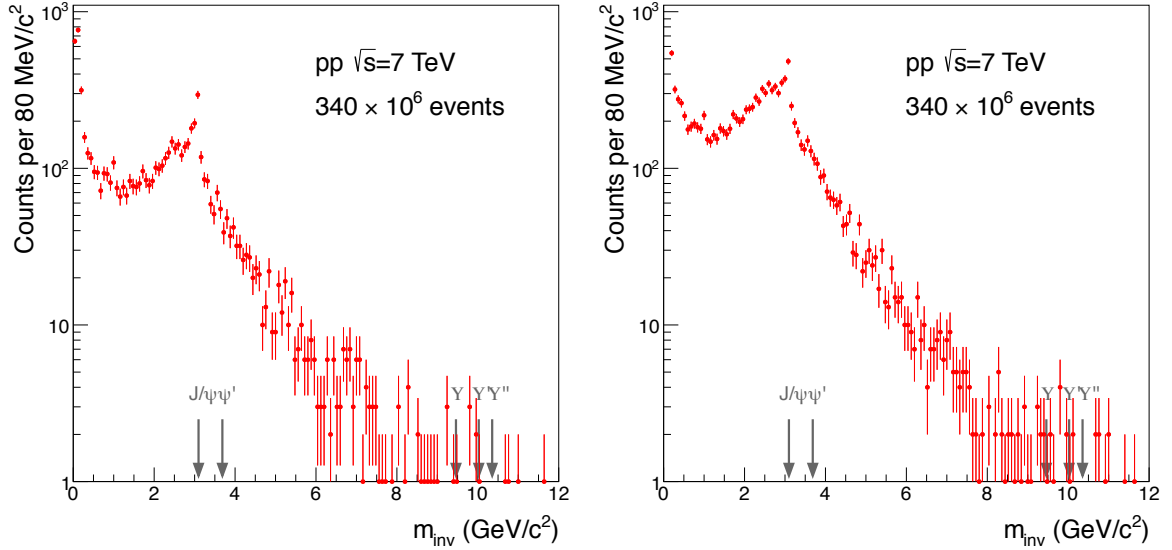 Counts per 80 MeV/c²
10³
10²
10
1
pp √s=7 TeV
340 × 10⁶ events
J/ψψ' Υ Υ'Υ''
0 2 4 6 8 10 12
m_inv (GeV/c²)
Counts per 80 MeV/c²
10³
10²
10
1
pp √s=7 TeV
340 × 10⁶ events
J/ψψ' Υ Υ'Υ''
0 2 4 6 8 10 12
m_inv (GeV/c²)